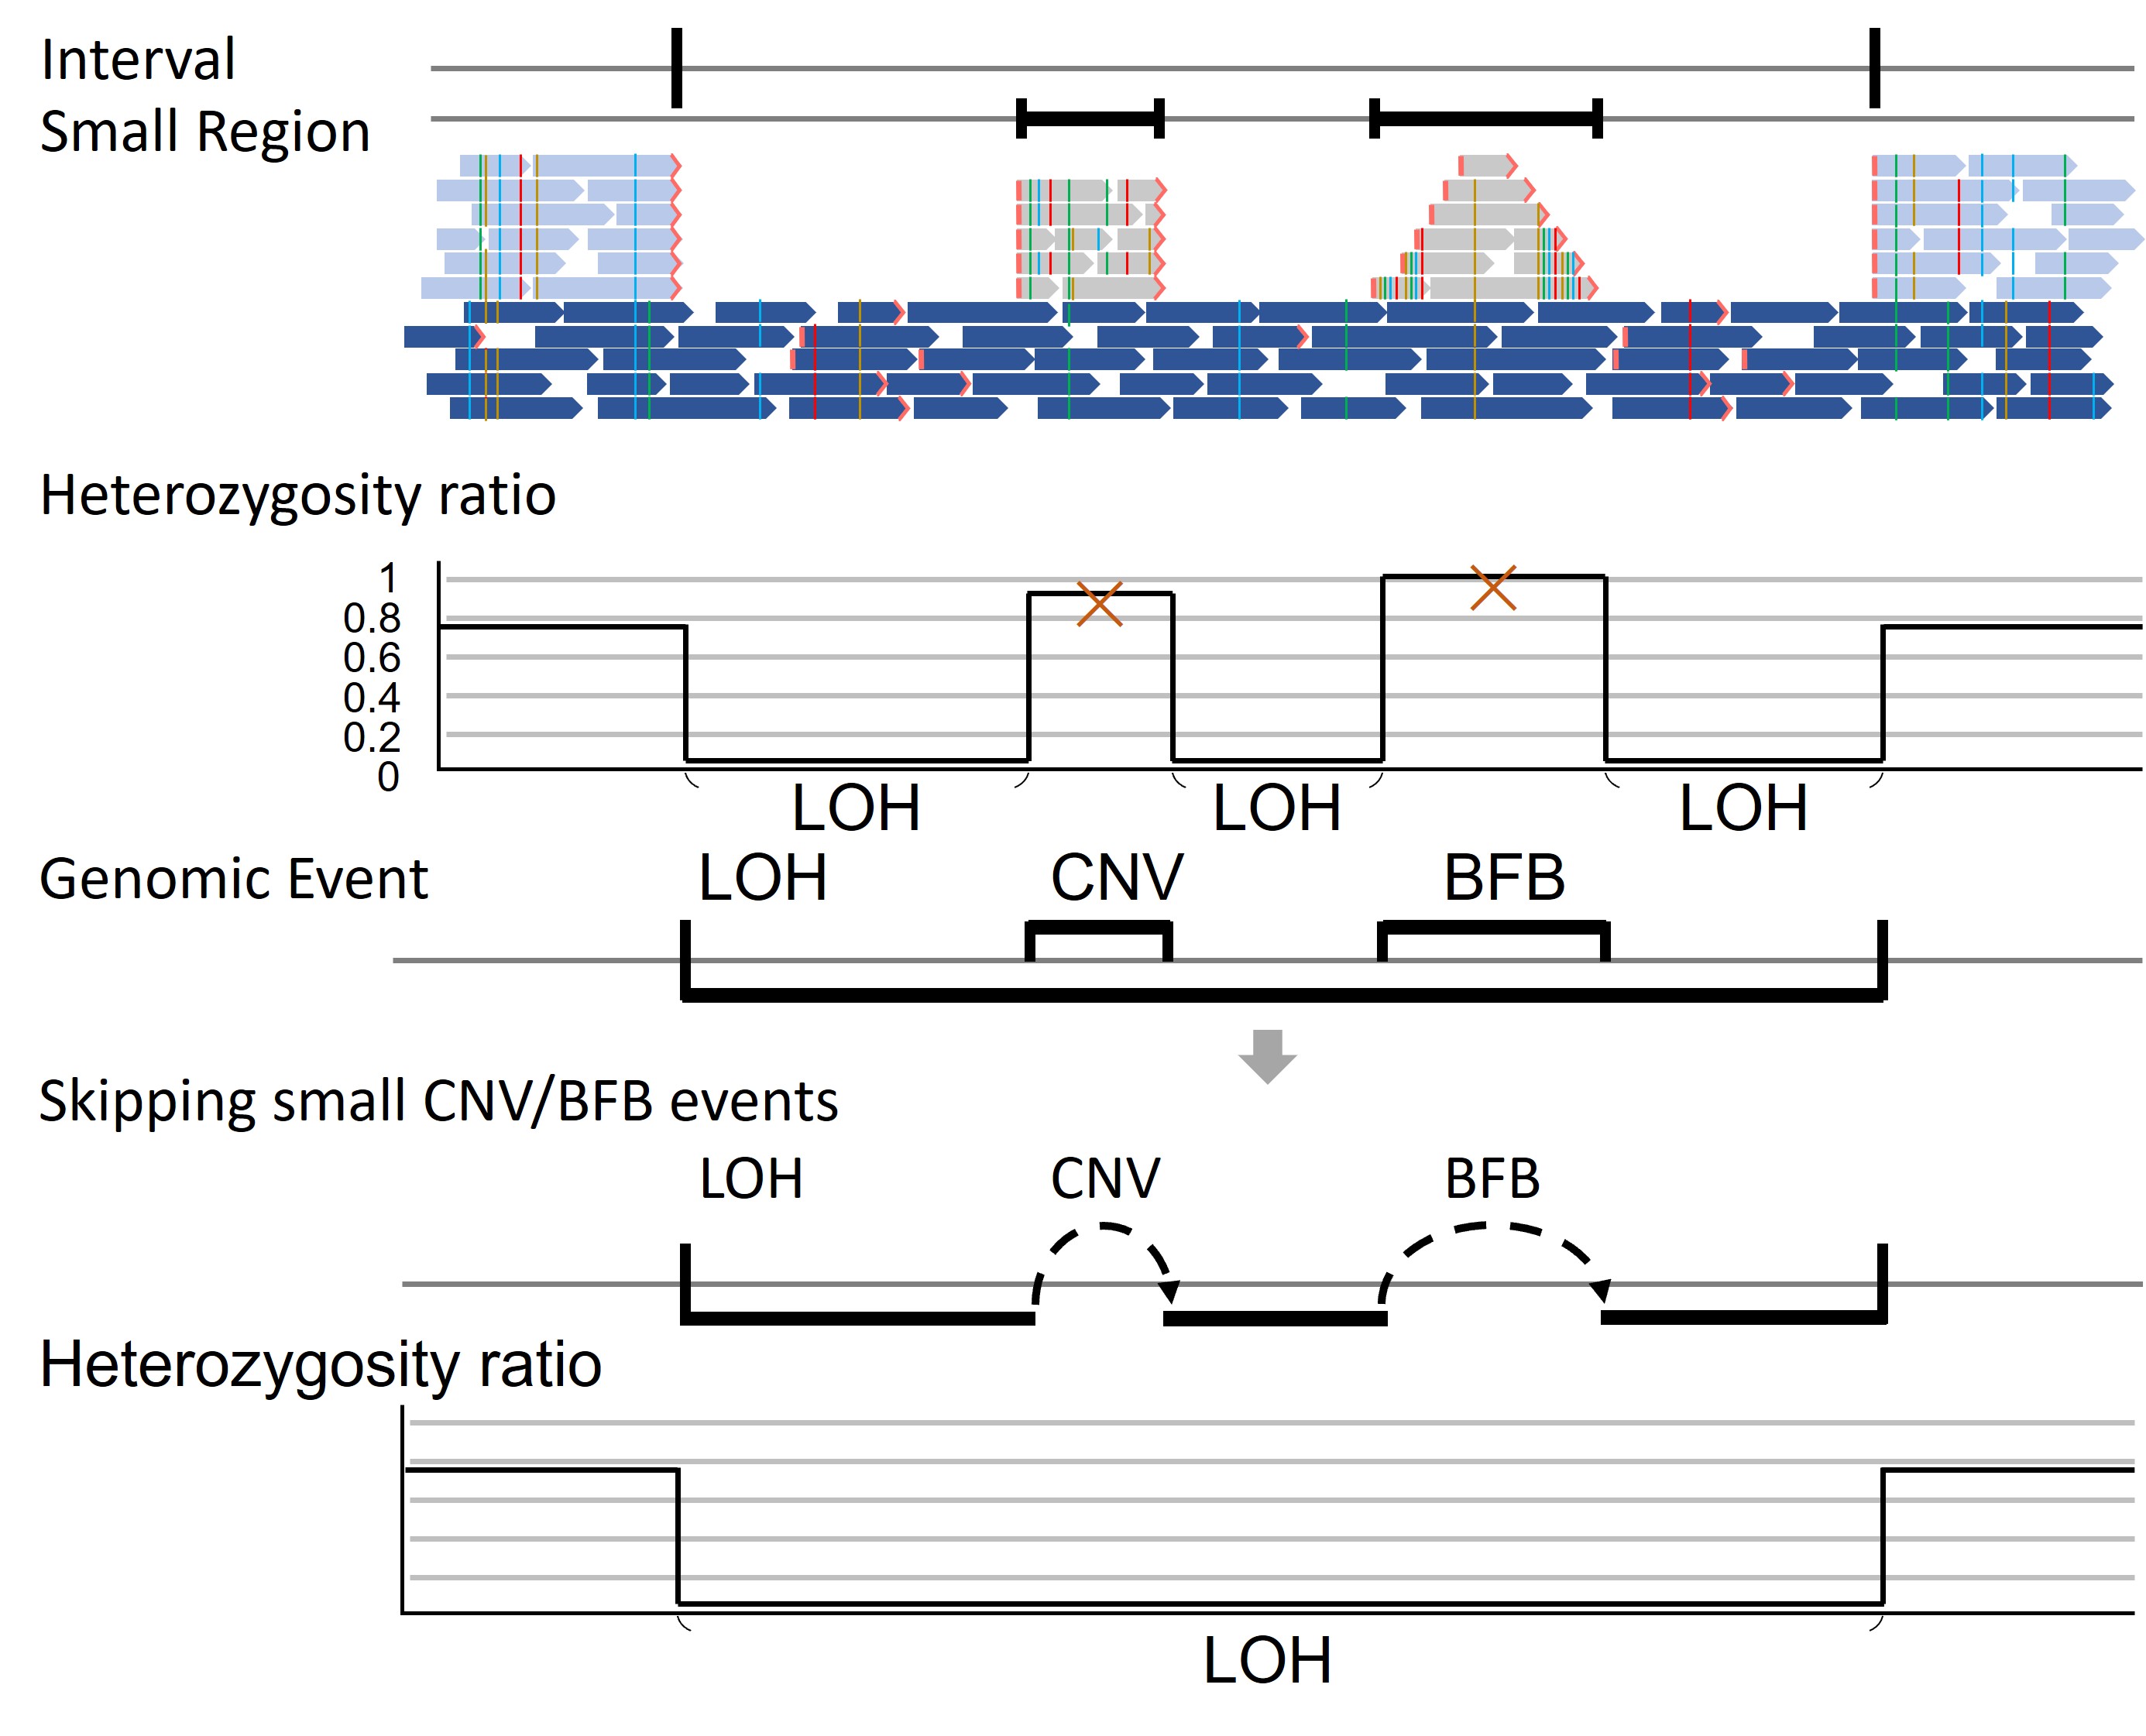 Interval
Small Region
Heterozygosity ratio
1
0.8
0.6
0.4
0.2
0
LOH LOH LOH
Genomic Event
LOH CNV BFB
Skipping small CNV/BFB events
LOH CNV BFB
Heterozygosity ratio
LOH